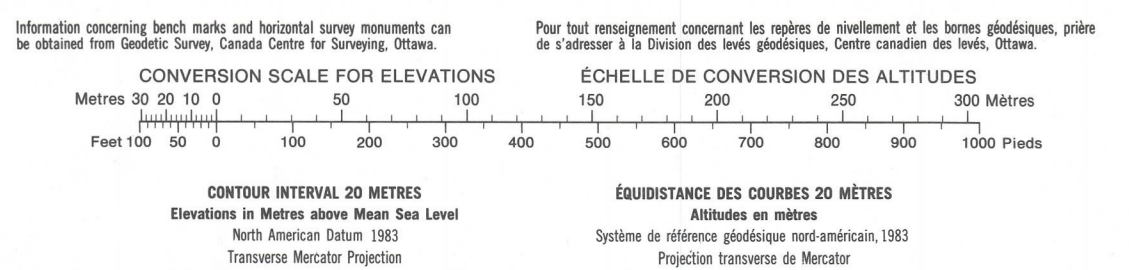 Information concerning bench marks and horizontal survey monuments can
be obtained from Geodetic Survey, Canada Centre for Surveying, Ottawa.
Pour tout renseignement concernant les repères de nivellement et les bornes géodésiques, prière
de s'adresser à la Division des levés géodésiques, Centre canadien des levés, Ottawa.
CONVERSION SCALE FOR ELEVATIONS
ÉCHELLE DE CONVERSION DES ALTITUDES
Metres 30 20 10 0 50 100 150 200 250 300 Mètres
Feet 100 50 0 100 200 300 400 500 600 700 800 900 1000 Pieds
CONTOUR INTERVAL 20 METRES
Elevations in Metres above Mean Sea Level
North American Datum 1983
Transverse Mercator Projection
ÉQUIDISTANCE DES COURBES 20 MÈTRES
Altitudes en mètres
Système de référence géodésique nord-américain, 1983
Projection transverse de Mercator